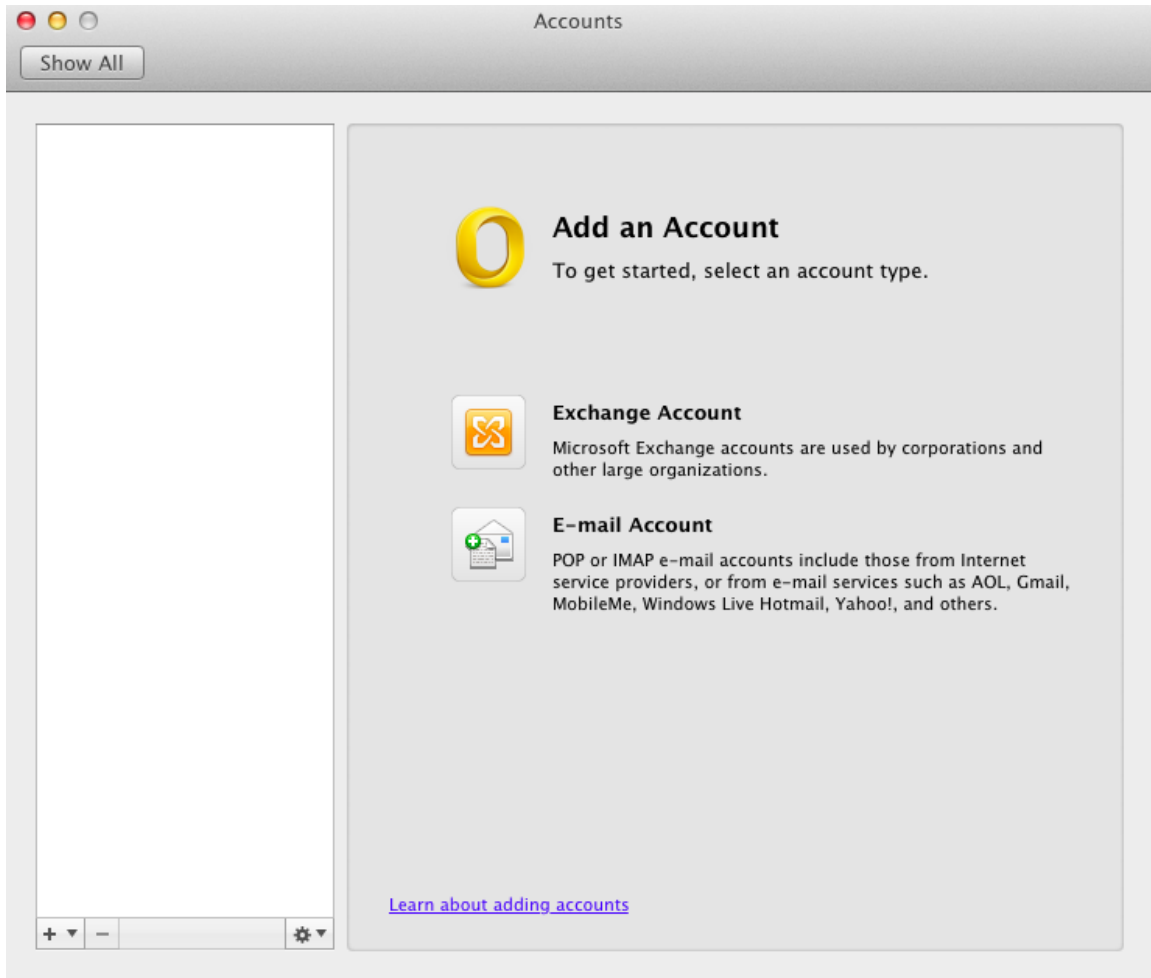 Accounts
Show All
Add an Account
To get started, select an account type.
Exchange Account
Microsoft Exchange accounts are used by corporations and
other large organizations.
E-mail Account
POP or IMAP e-mail accounts include those from Internet
service providers, or from e-mail services such as AOL, Gmail,
MobileMe, Windows Live Hotmail, Yahoo!, and others.
Learn about adding accounts